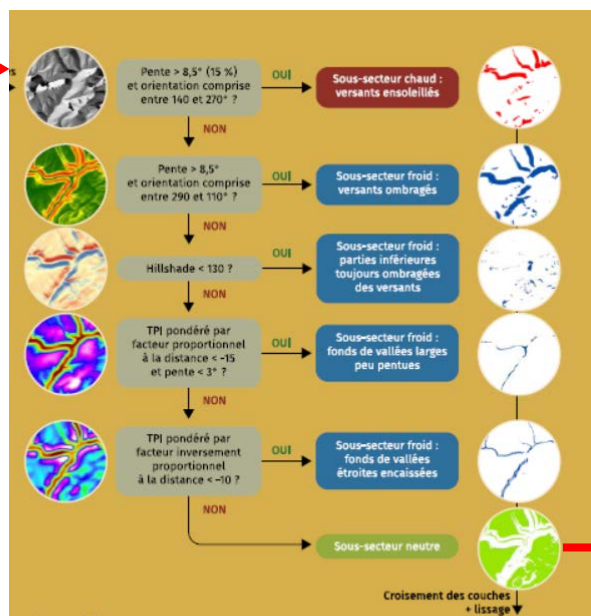 es
Pente > 8,5° (15 %)
et orientation comprise
entre 140 et 270° ?
OUI
Sous-secteur chaud :
versants ensoleillés
NON
Pente > 8,5°
et orientation comprise
entre 290 et 110° ?
OUI
Sous-secteur froid :
versants ombragés
NON
Hillshade < 130 ?
OUI
Sous-secteur froid :
parties inférieures
toujours ombragées
des versants
NON
TPI pondéré par
facteur proportionnel
à la distance < -15
et pente < 3° ?
OUI
Sous-secteur froid :
fonds de vallées larges
peu pentues
NON
TPI pondéré par
facteur inversement
proportionnel
à la distance < -10 ?
OUI
Sous-secteur froid :
fonds de vallées
étroites encaissées
NON
Sous-secteur neutre
Croisement des couches
+ lissage